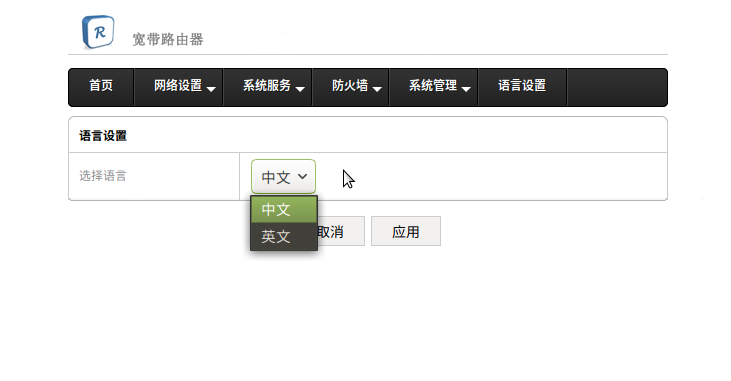 R 宽带路由器
首页 网络设置 系统服务 防火墙 系统管理 语言设置
语言设置
选择语言 中文
中文
英文
取消 应用